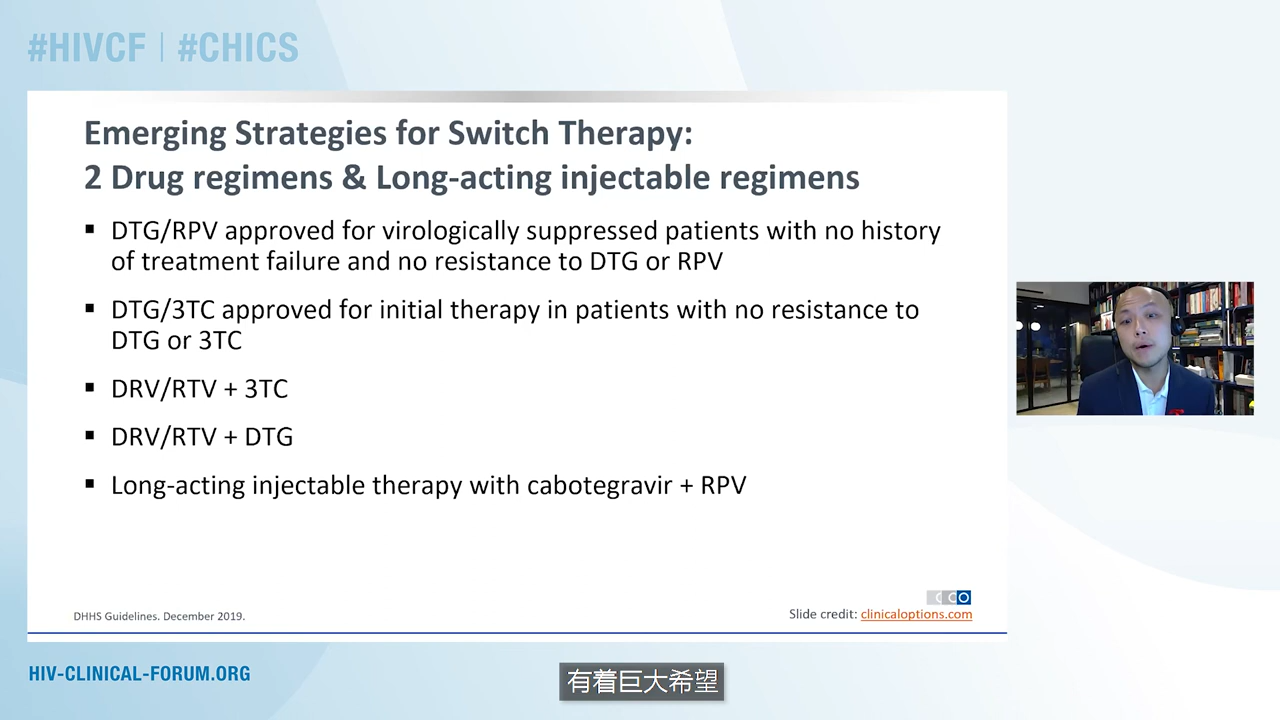 #HIVCF | #CHICS
Emerging Strategies for Switch Therapy:
2 Drug regimens & Long-acting injectable regimens
▪ DTG/RPV approved for virologically suppressed patients with no history
of treatment failure and no resistance to DTG or RPV
▪ DTG/3TC approved for initial therapy in patients with no resistance to
DTG or 3TC
▪ DRV/RTV + 3TC
▪ DRV/RTV + DTG
▪ Long-acting injectable therapy with cabotegravir + RPV
CCO
DHHS Guidelines. December 2019.
Slide credit: clinicaloptions.com
HIV-CLINICAL-FORUM.ORG
有着巨大希望